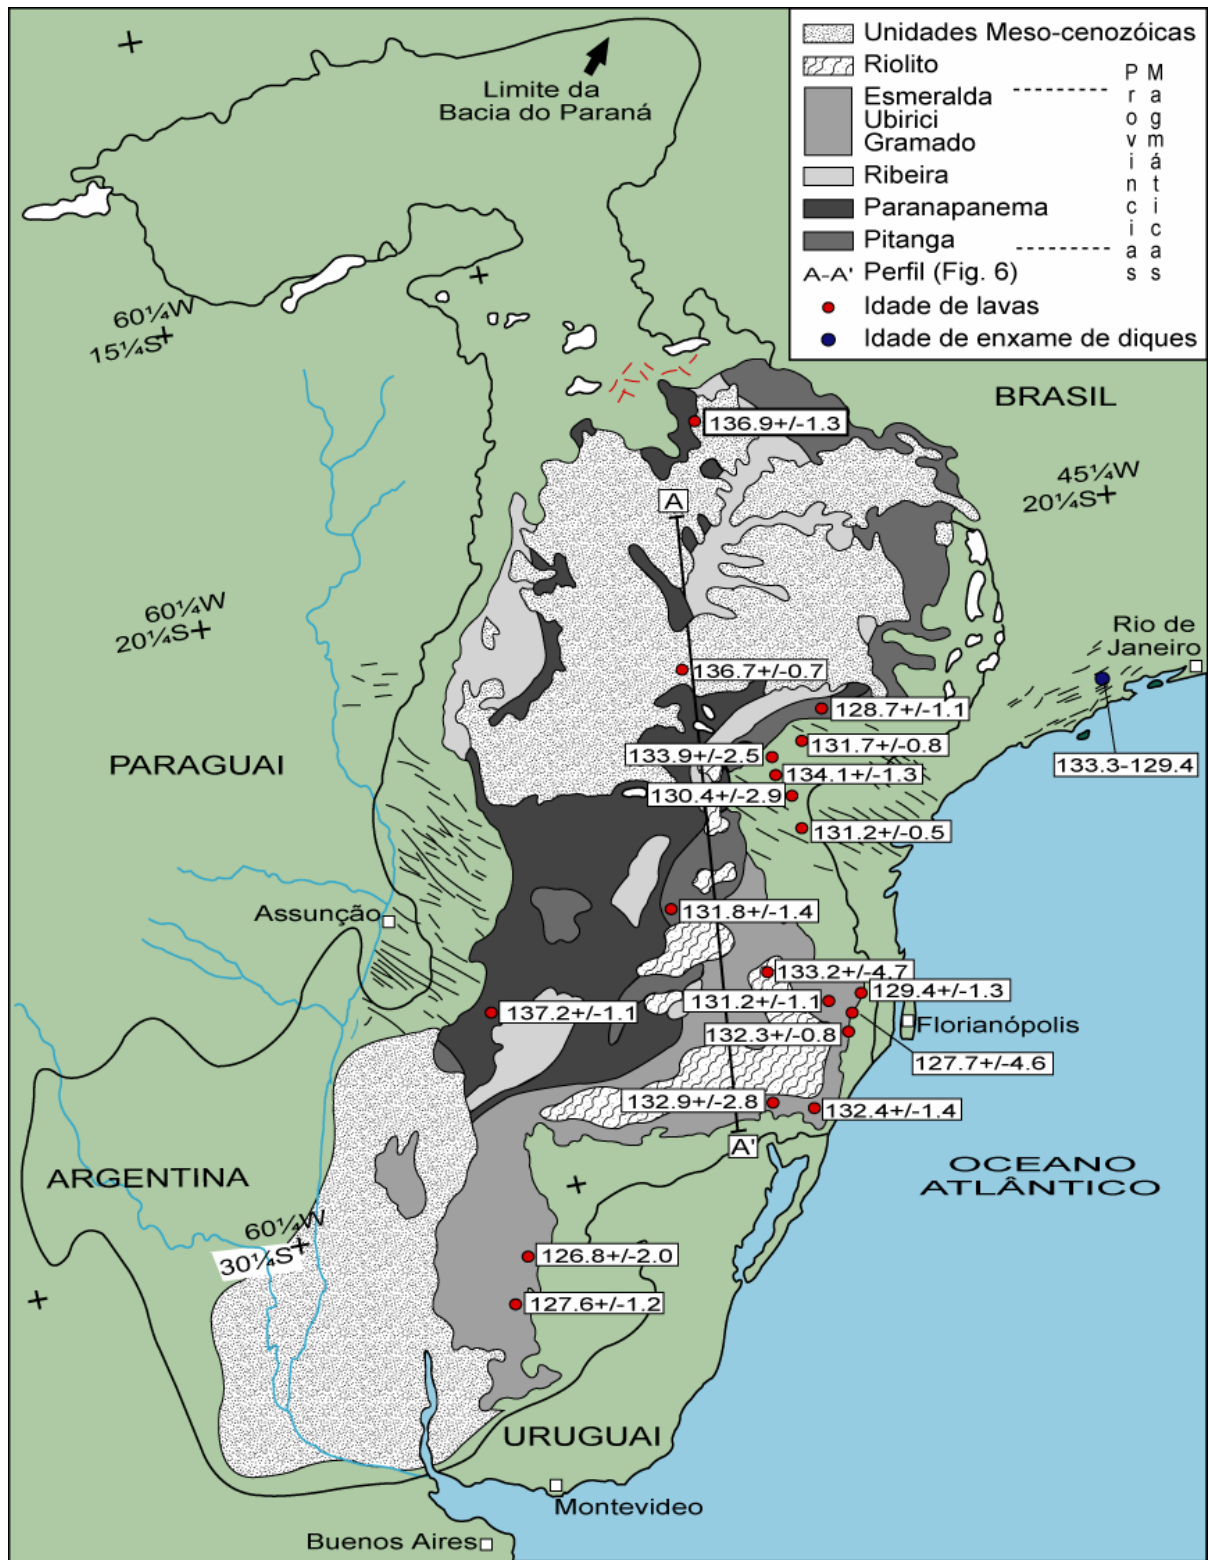 Unidades Meso-cenozóicas
Riolito
Esmeralda
Ubirici
Gramado
Ribeira
Paranapanema
Pitanga
A-A' Perfil (Fig. 6)
Idade de lavas
Idade de enxame de diques
Províncias
Magmáticas
Limite da
Bacia do Paraná
60¼W
15¼S
BRASIL
136.9+/-1.3
45¼W
20¼S
A
60¼W
20¼S
Rio de
Janeiro
136.7+/-0.7
128.7+/-1.1
131.7+/-0.8
133.9+/-2.5
PARAGUAI
133.3-129.4
134.1+/-1.3
130.4+/-2.9
131.2+/-0.5
131.8+/-1.4
Assunção
133.2+/-4.7
129.4+/-1.3
131.2+/-1.1
137.2+/-1.1
Florianópolis
132.3+/-0.8
127.7+/-4.6
132.9+/-2.8
132.4+/-1.4
A'
ARGENTINA
OCEANO
ATLÂNTICO
60¼W
30¼S
126.8+/-2.0
127.6+/-1.2
URUGUAI
Montevideo
Buenos Aires